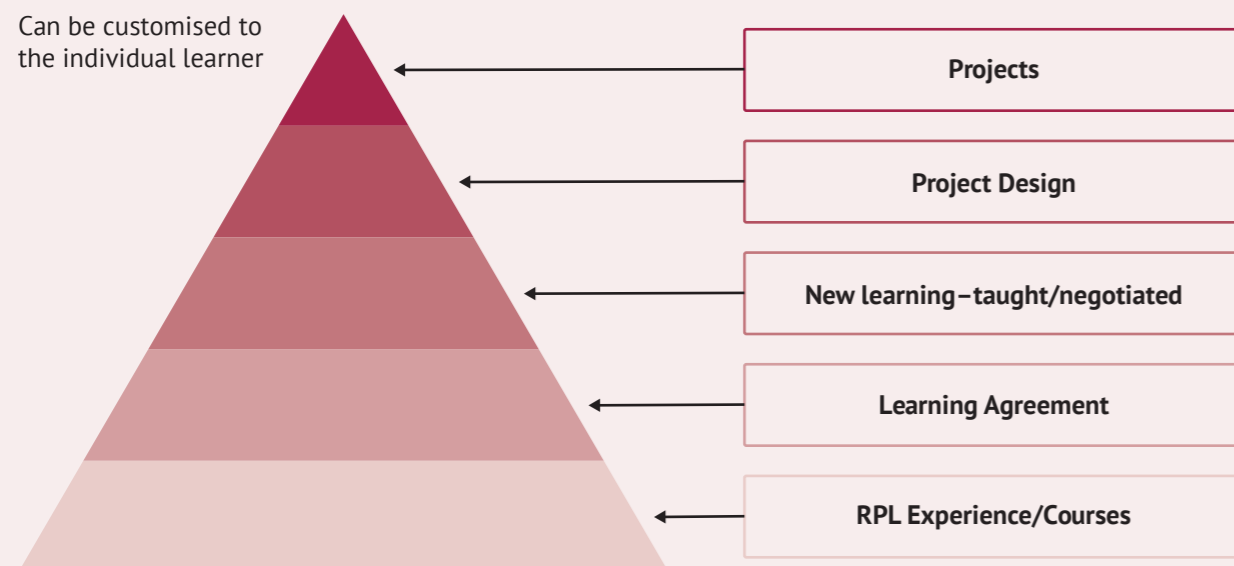 Can be customised to
the individual learner
Projects
Project Design
New learning–taught/negotiated
Learning Agreement
RPL Experience/Courses